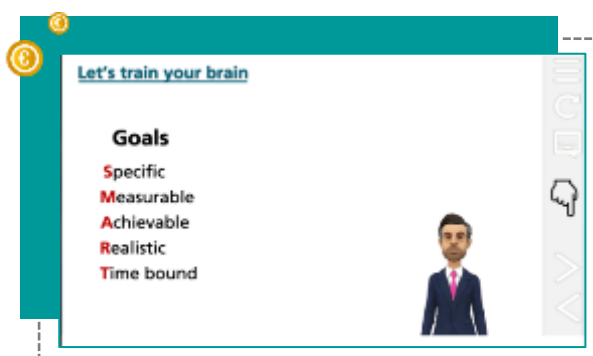 Let's train your brain
Goals
Specific
Measurable
Achievable
Realistic
Time bound